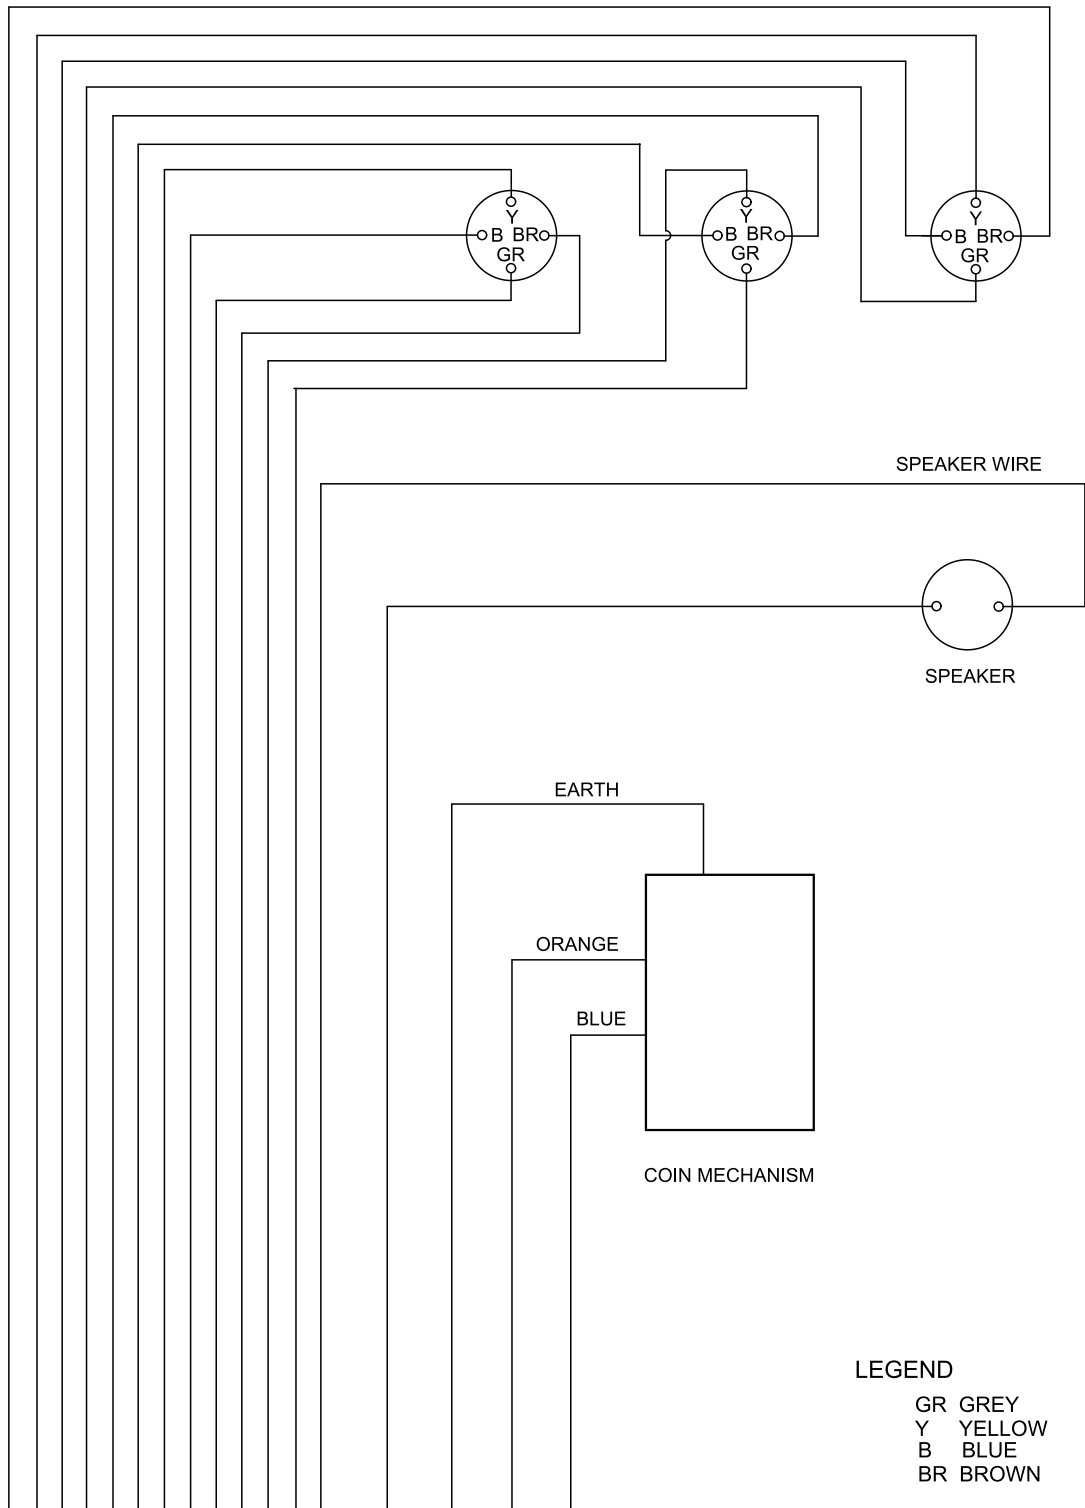 Y
B BR
GR
Y
B BR
GR
Y
B BR
GR
SPEAKER WIRE
SPEAKER
EARTH
ORANGE
BLUE
COIN MECHANISM
LEGEND
GR GREY
Y YELLOW
B BLUE
BR BROWN